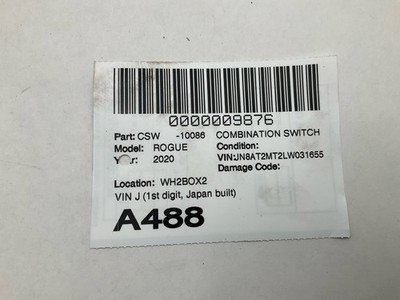 0000009876
Part: CSW -10086 COMBINATION SWITCH
Model: ROGUE Condition:
Year: 2020 VIN:JN8AT2MT2LW031655
Damage Code:
Location: WH2BOX2
VIN J (1st digit, Japan built)
A488